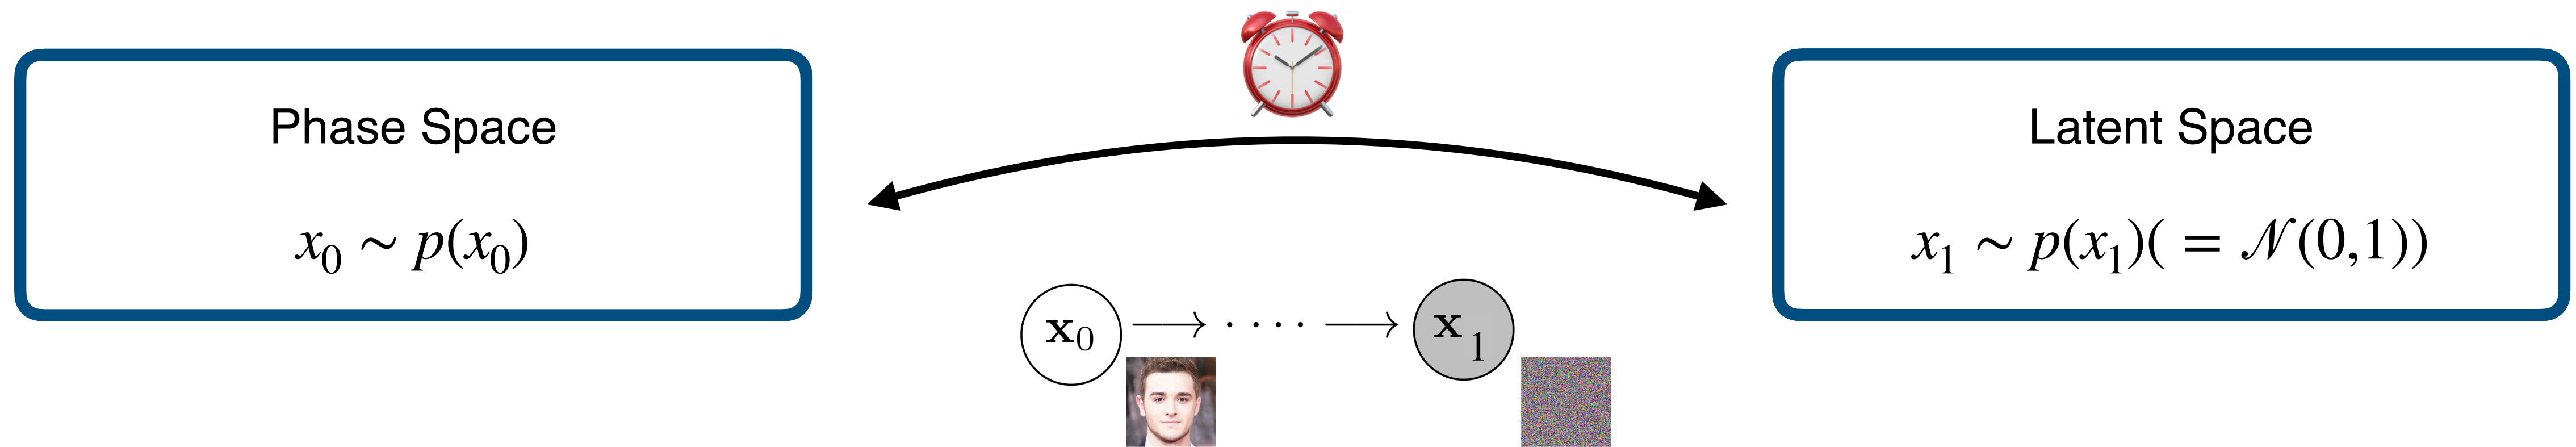 Phase Space
x₀ ∼ p(x₀)
Latent Space
x₁ ∼ p(x₁)( = 𝒩(0,1))
x₀ ⟶ · · · · ⟶ x₁